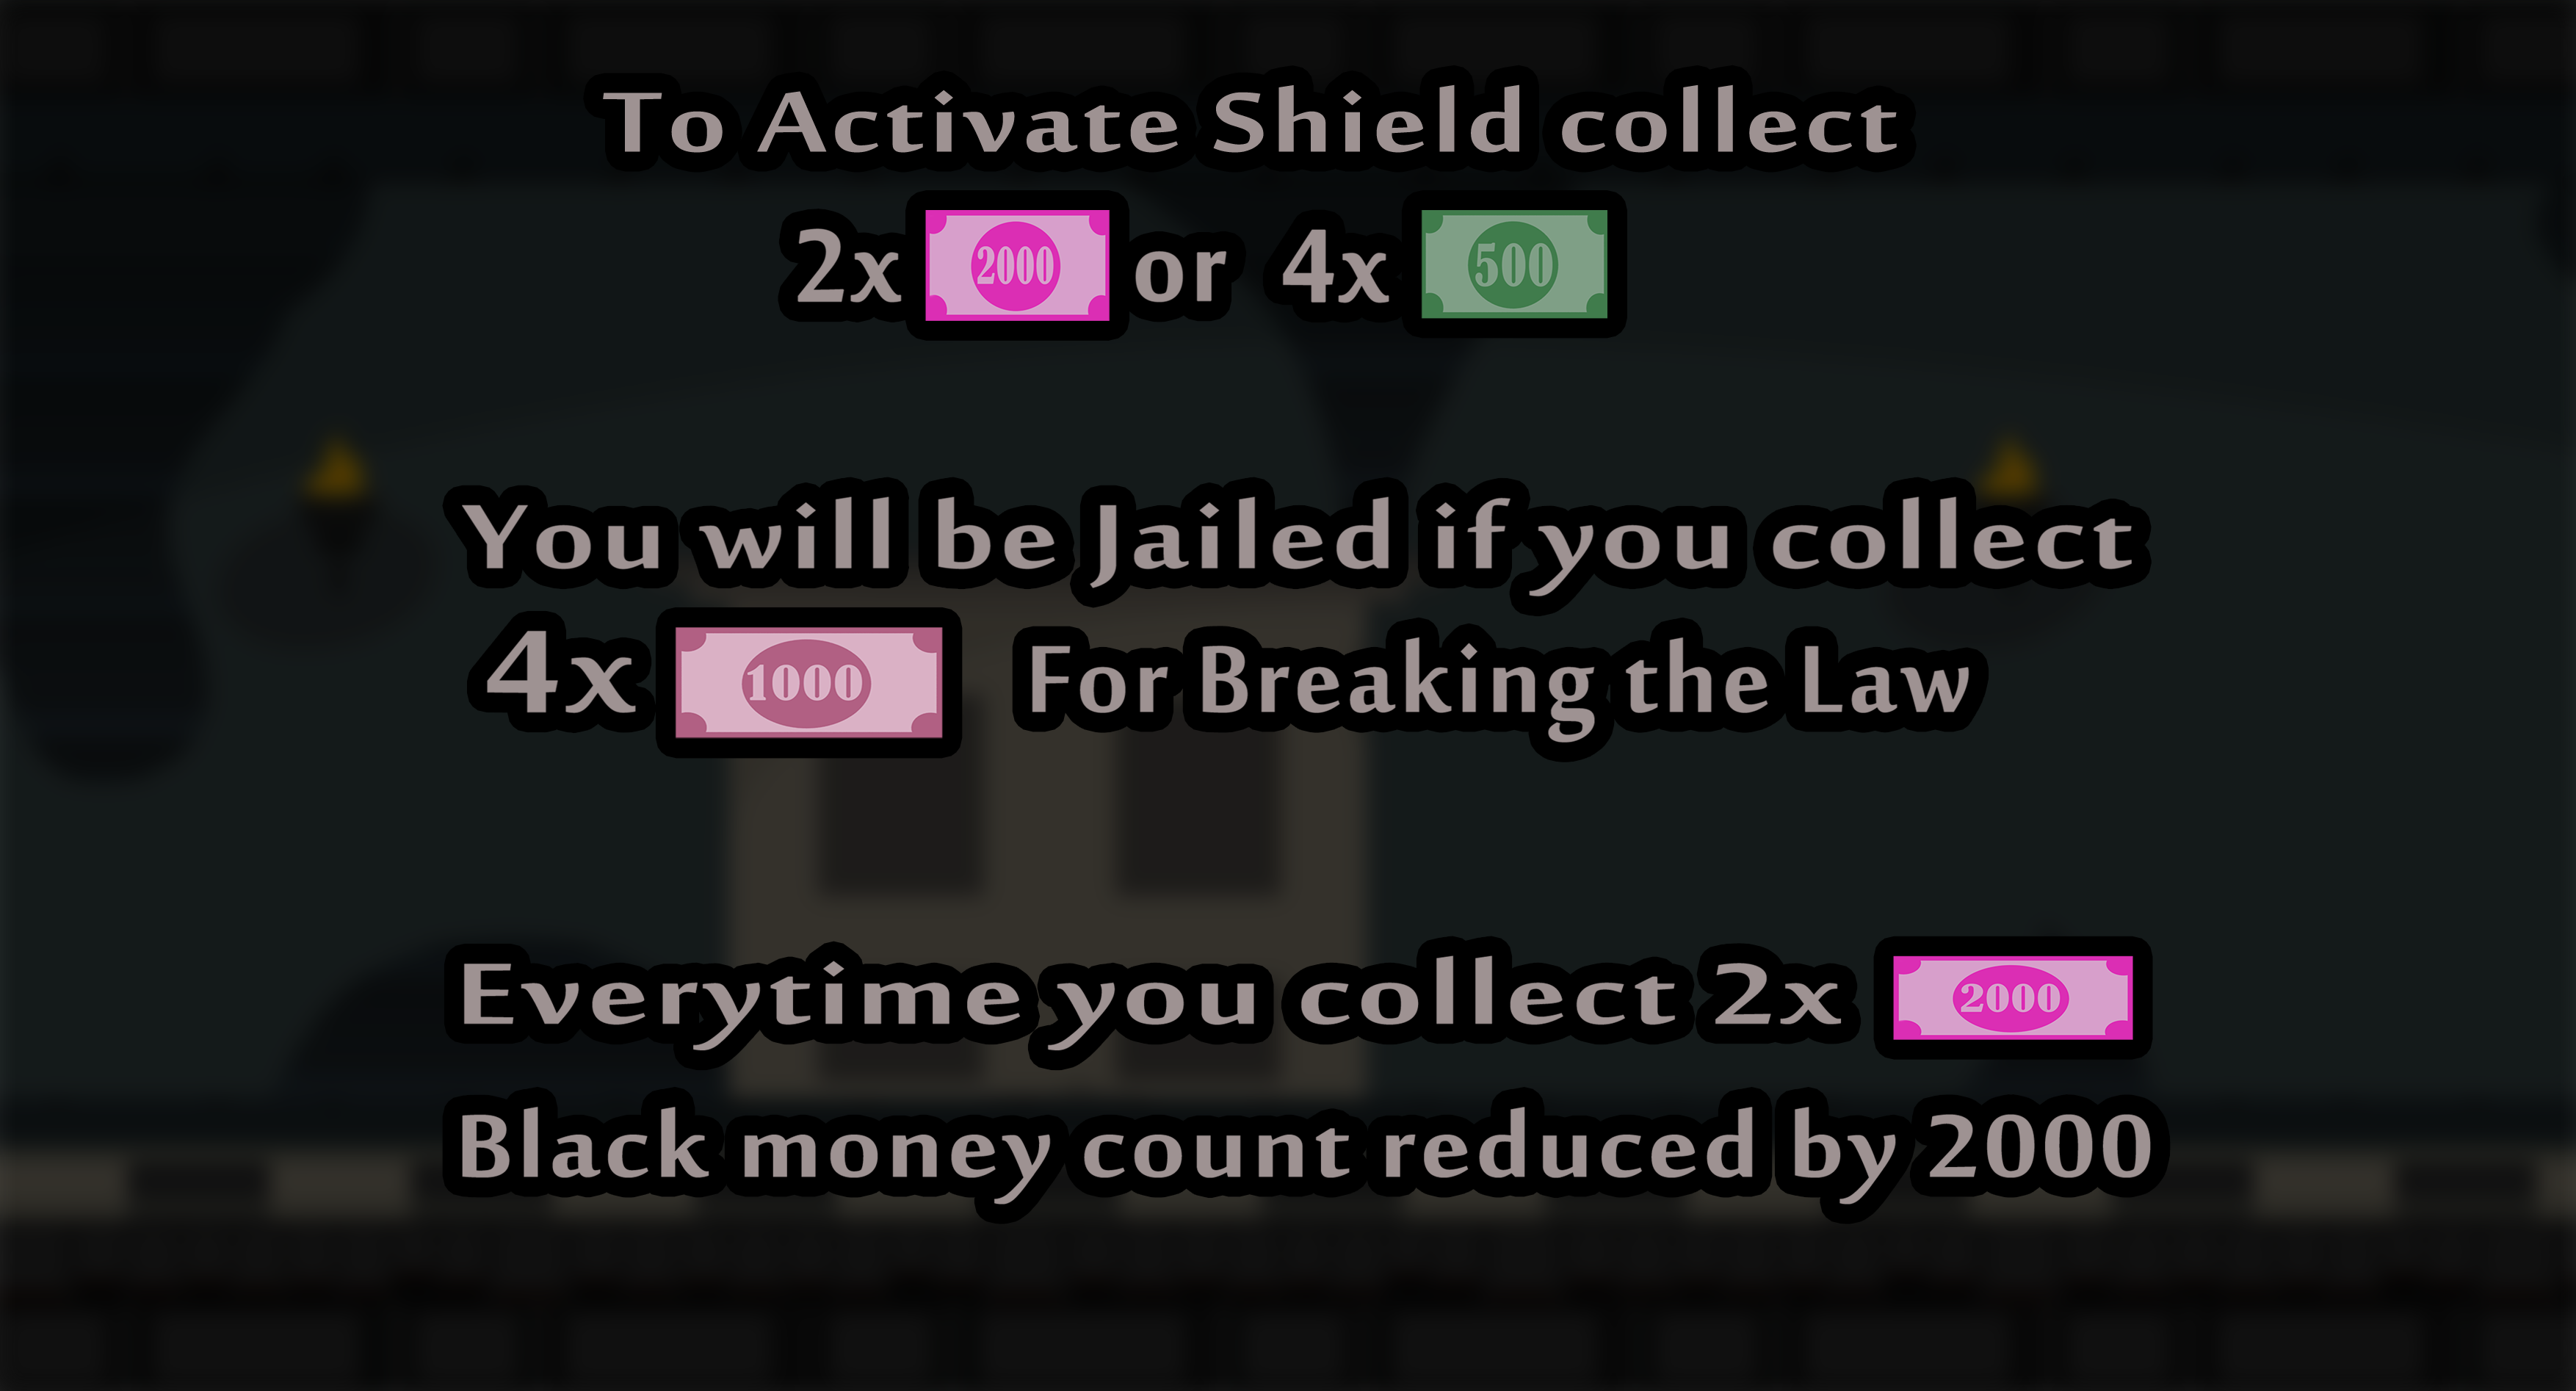 To Activate Shield collect
2x 2000 or 4x 500
You will be Jailed if you collect
4x 1000 For Breaking the Law
Everytime you collect 2x 2000
Black money count reduced by 2000